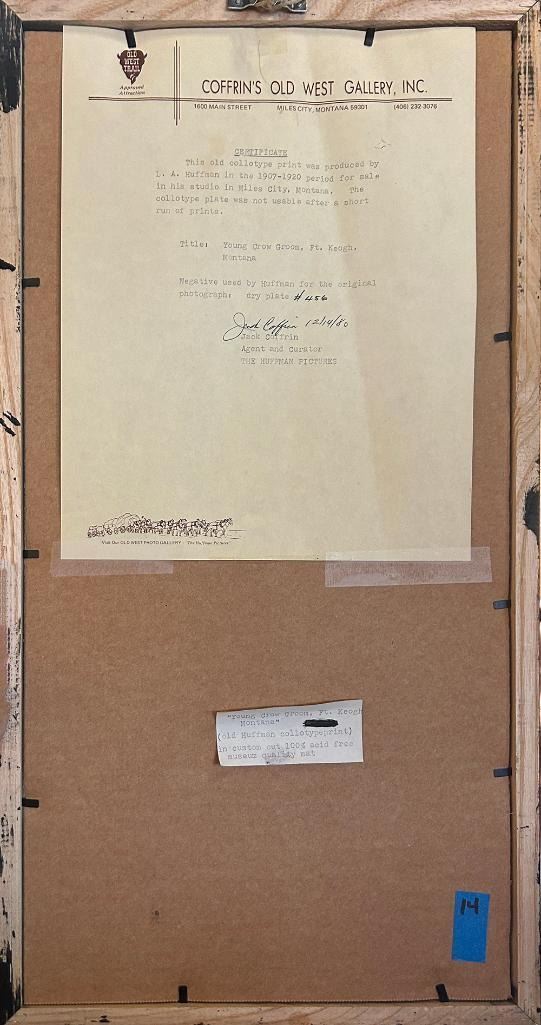 OLD
WEST
TRAIL
Approved
Attraction
COFFRIN'S OLD WEST GALLERY, INC.
1600 MAIN STREET MILES CITY, MONTANA 59301 (406) 232-3076
CERTIFICATE
This old collotype print was produced by
L. A. Huffman in the 1907-1920 period for sale
in his studio in Miles City, Montana. The
collotype plate was not usable after a short
run of prints.
Title: Young Crow Groom, Ft. Keogh,
Montana
Negative used by Huffman for the original
photograph: dry plate # 456
Jack Coffrin 12/14/80
Jack Coffrin
Agent and Curator
THE HUFFMAN PICTURES
Visit Our OLD WEST PHOTO GALLERY - "The Huffman Pictures"
"Young Crow Groom, Ft. Keogh
Montana"
(old Huffman collotypeprint)
in custom cut 100% acid free
museum quality mat
14